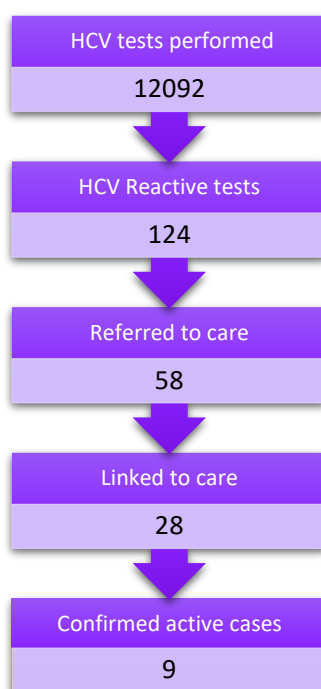 HCV tests performed
12092
HCV Reactive tests
124
Referred to care
58
Linked to care
28
Confirmed active cases
9